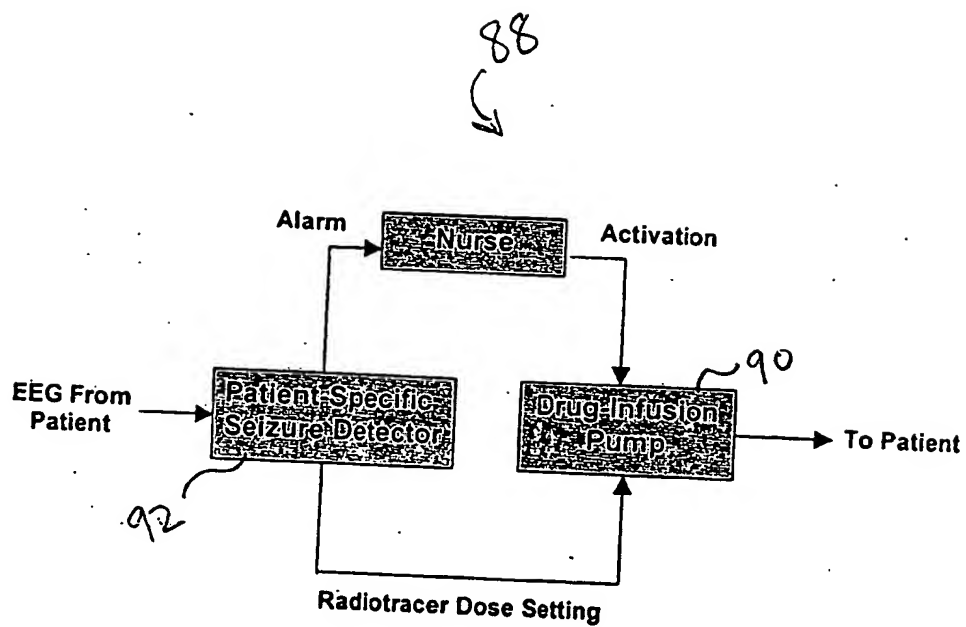 88
Alarm
Nurse
Activation
EEG From
Patient
Patient-Specific
Seizure Detector
90
Drug-Infusion
Pump
To Patient
92
Radiotracer Dose Setting